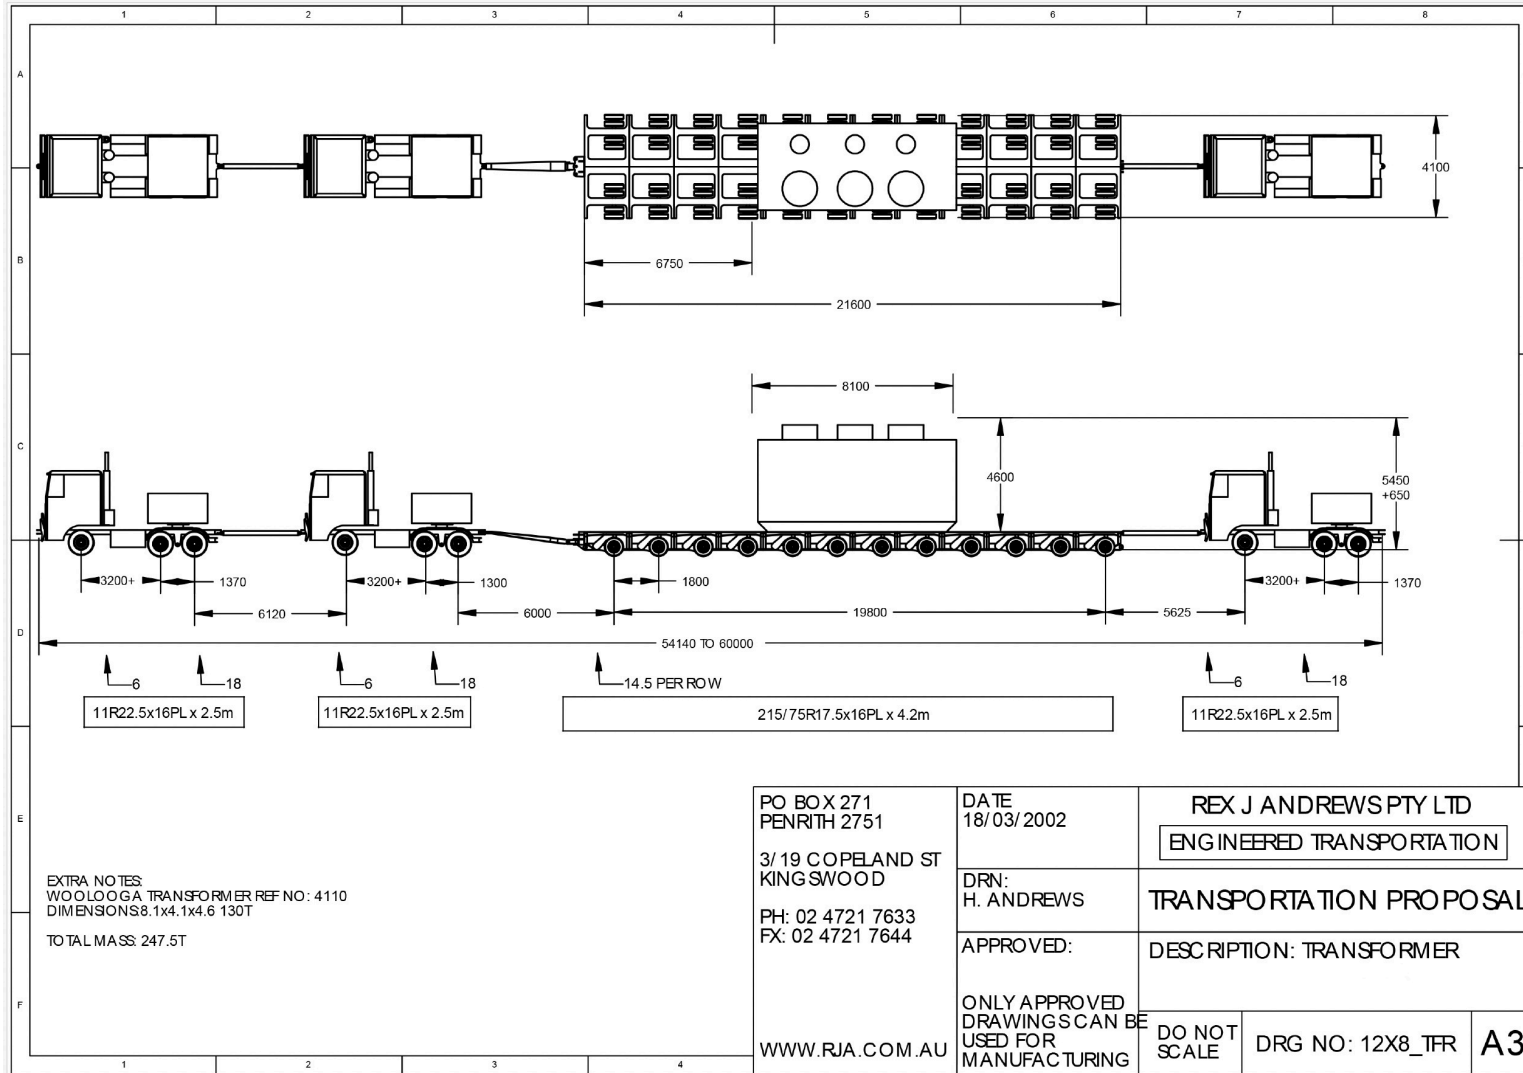 1 2 3 4 5 6 7 8
A
B
C
D
E
F
4100
6750
21600
8100
4600
5450
+650
3200+ 1370 3200+ 1300 1800 3200+ 1370
6120 6000 19800 5625
54140 TO 60000
6 18 6 18 14.5 PER ROW 6 18
11R22.5x16PL x 2.5m 11R22.5x16PL x 2.5m 215/75R17.5x16PL x 4.2m 11R22.5x16PL x 2.5m
EXTRA NOTES:
WOOLOOGA TRANSFORMER REF NO: 4110
DIMENSIONS:8.1x4.1x4.6 130T
TOTAL MASS: 247.5T
PO BOX 271
PENRITH 2751
3/19 COPELAND ST
KINGSWOOD
PH: 02 4721 7633
FX: 02 4721 7644
WWW.RJA.COM.AU
DATE
18/03/2002
DRN:
H. ANDREWS
APPROVED:
ONLY APPROVED
DRAWINGS CAN BE
USED FOR
MANUFACTURING
REX J ANDREWS PTY LTD
ENGINEERED TRANSPORTATION
TRANSPORTATION PROPOSAL
DESCRIPTION: TRANSFORMER
DO NOT
SCALE
DRG NO: 12X8_TFR
A3
1 2 3 4